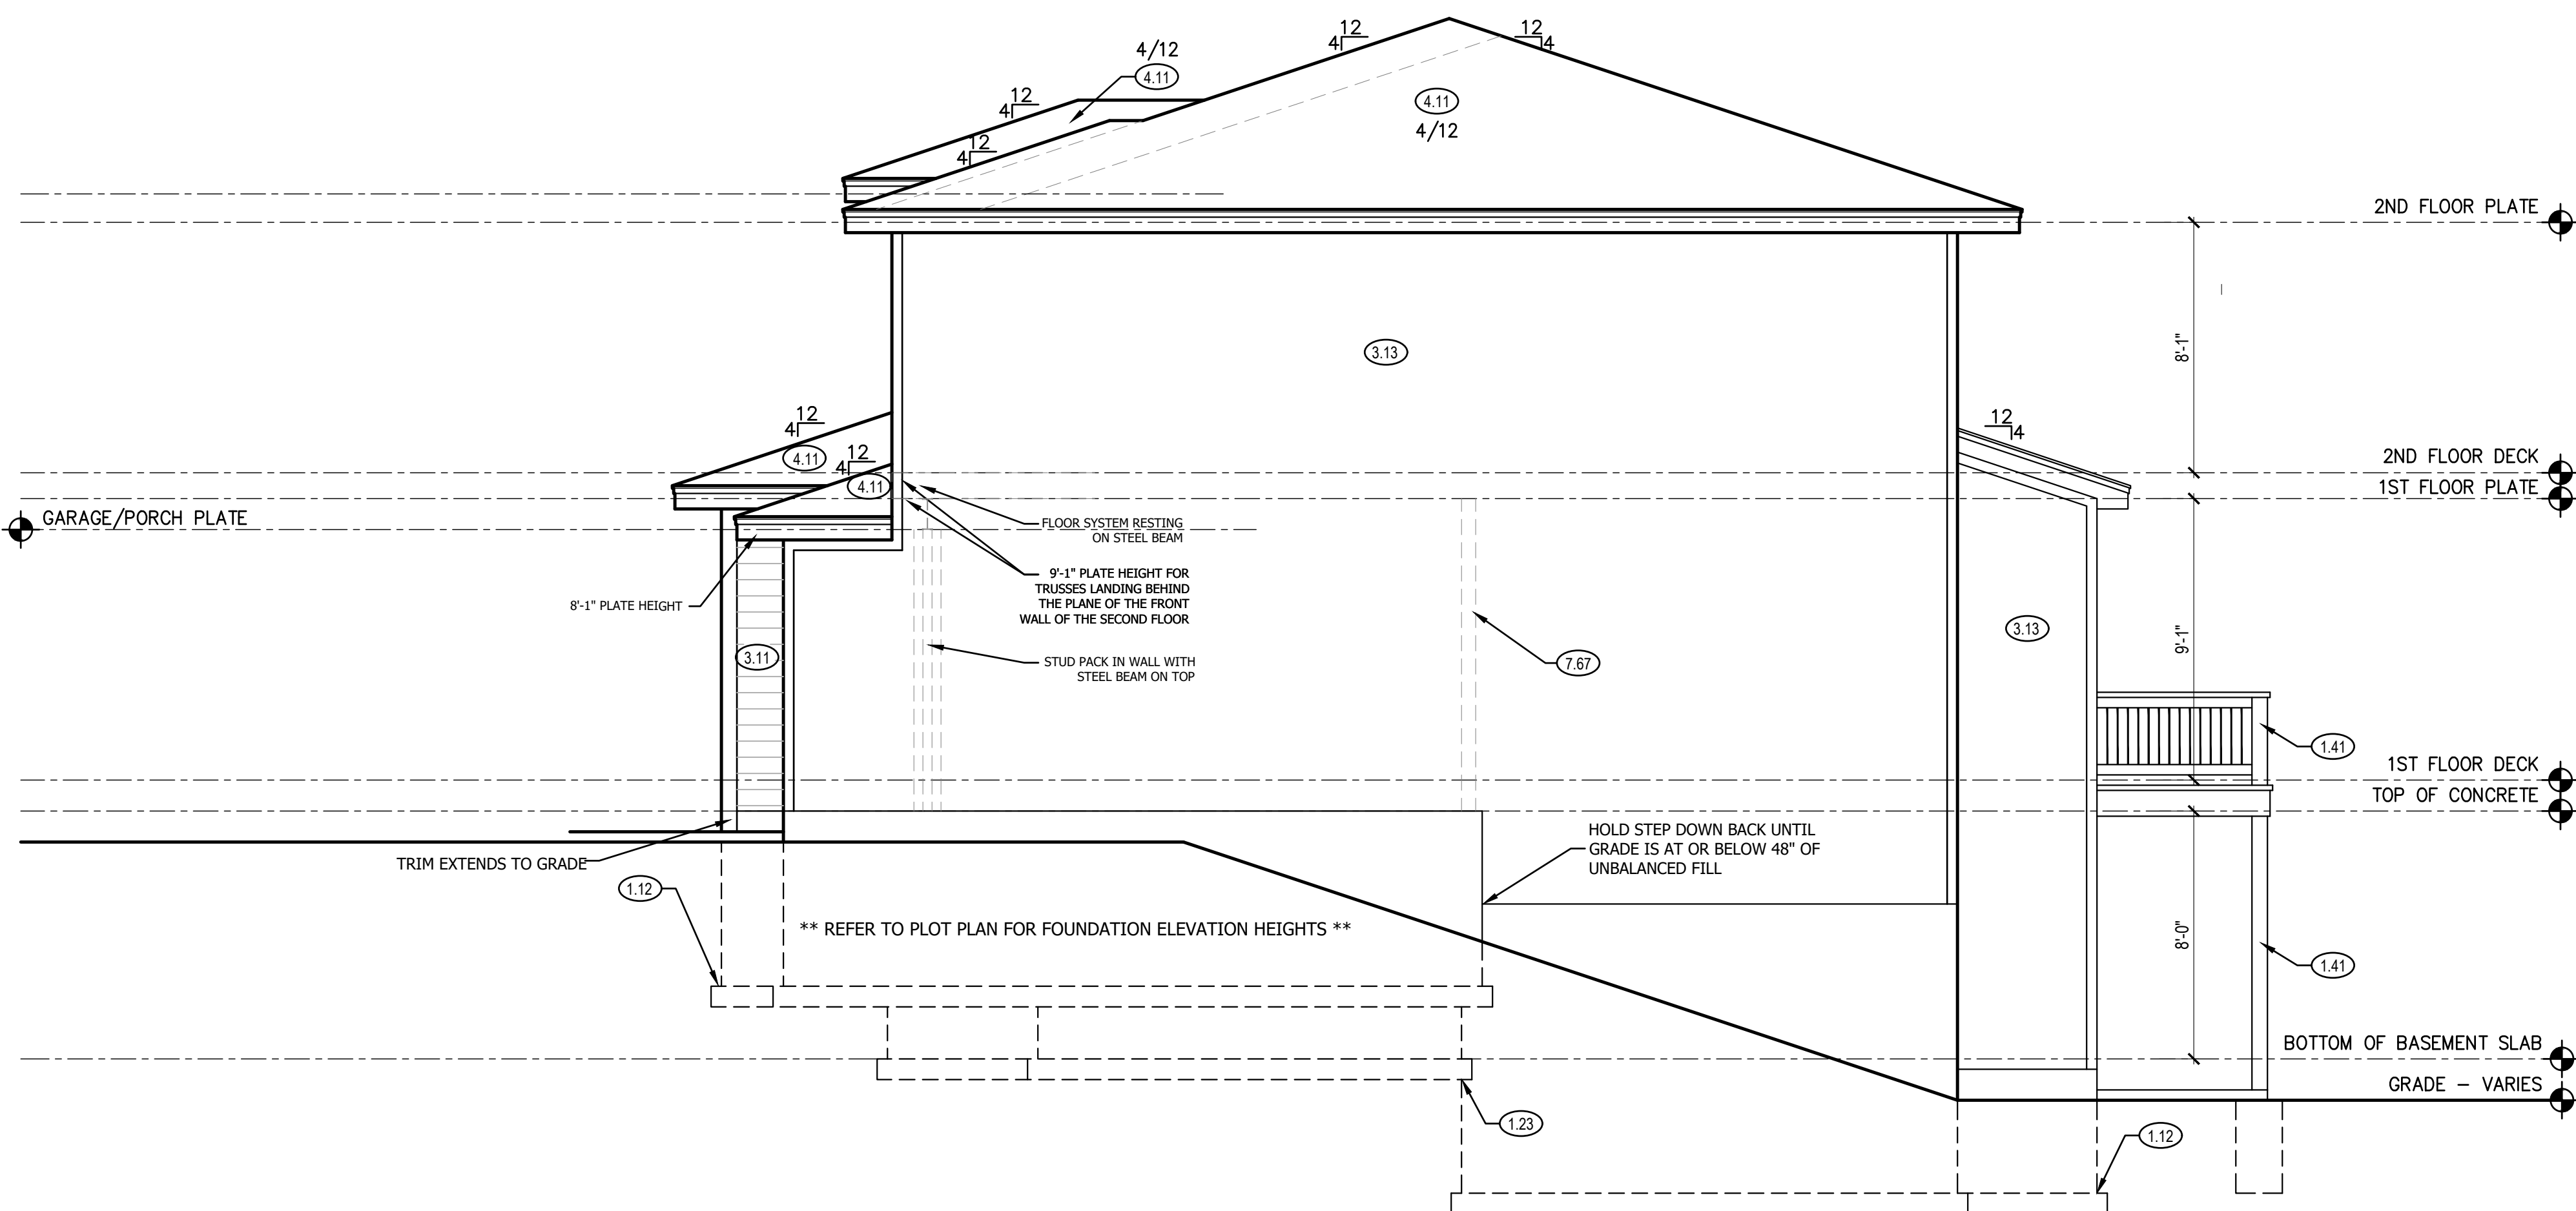 12
4
12
4
4/12
4.11
12
4
4.11
4/12
12
4
2ND FLOOR PLATE
8'-1"
3.13
12
4
4.11
12
4
4.11
12
4
2ND FLOOR DECK
1ST FLOOR PLATE
GARAGE/PORCH PLATE
FLOOR SYSTEM RESTING
ON STEEL BEAM
9'-1" PLATE HEIGHT FOR
TRUSSES LANDING BEHIND
THE PLANE OF THE FRONT
WALL OF THE SECOND FLOOR
8'-1" PLATE HEIGHT
3.11
STUD PACK IN WALL WITH
STEEL BEAM ON TOP
7.67
3.13
9'-1"
1.41
1ST FLOOR DECK
TOP OF CONCRETE
HOLD STEP DOWN BACK UNTIL
GRADE IS AT OR BELOW 48" OF
UNBALANCED FILL
TRIM EXTENDS TO GRADE
1.12
** REFER TO PLOT PLAN FOR FOUNDATION ELEVATION HEIGHTS **
8'-0"
1.41
BOTTOM OF BASEMENT SLAB
GRADE – VARIES
1.23
1.12